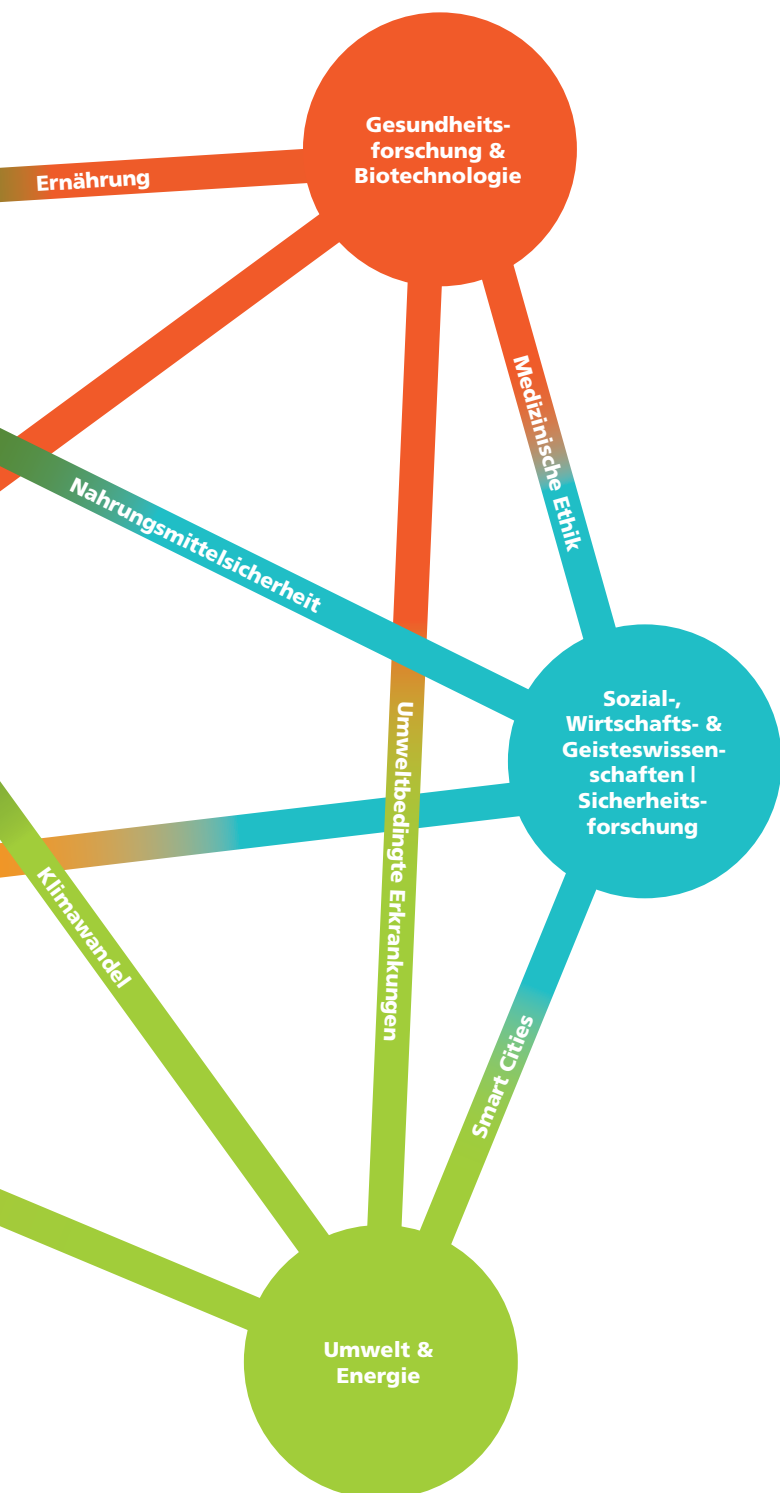 Gesundheits-
forschung &
Biotechnologie
Ernährung
Medizinische Ethik
Nahrungsmittelsicherheit
Sozial-,
Wirtschafts- &
Geisteswissen-
schaften |
Sicherheits-
forschung
Umweltbedingte Erkrankungen
Klimawandel
Smart Cities
Umwelt &
Energie